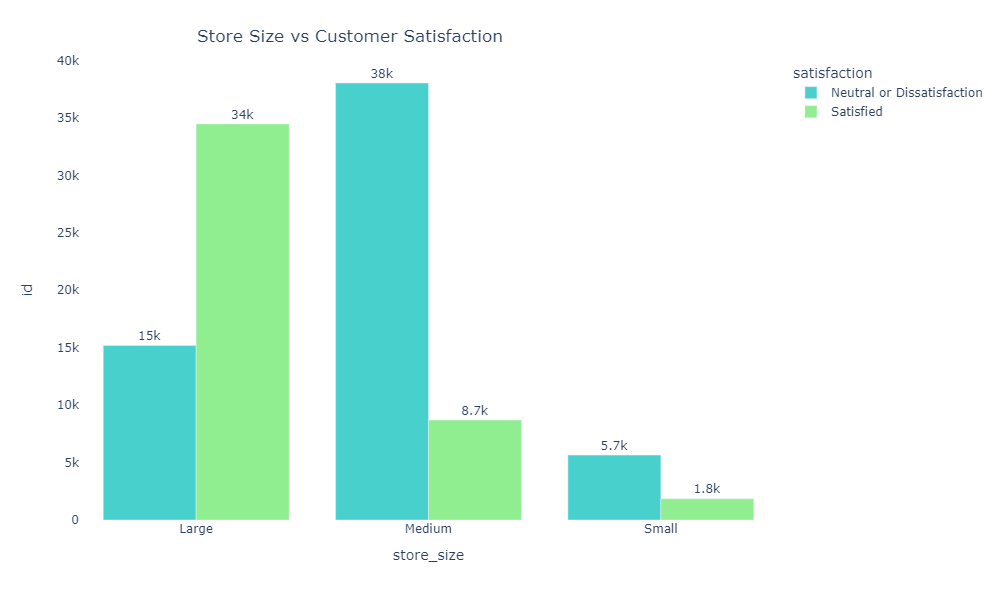 Store Size vs Customer Satisfaction
satisfaction
Neutral or Dissatisfaction
Satisfied
id
40k
35k
30k
25k
20k
15k
10k
5k
0
15k
34k
38k
8.7k
5.7k
1.8k
Large
Medium
Small
store_size